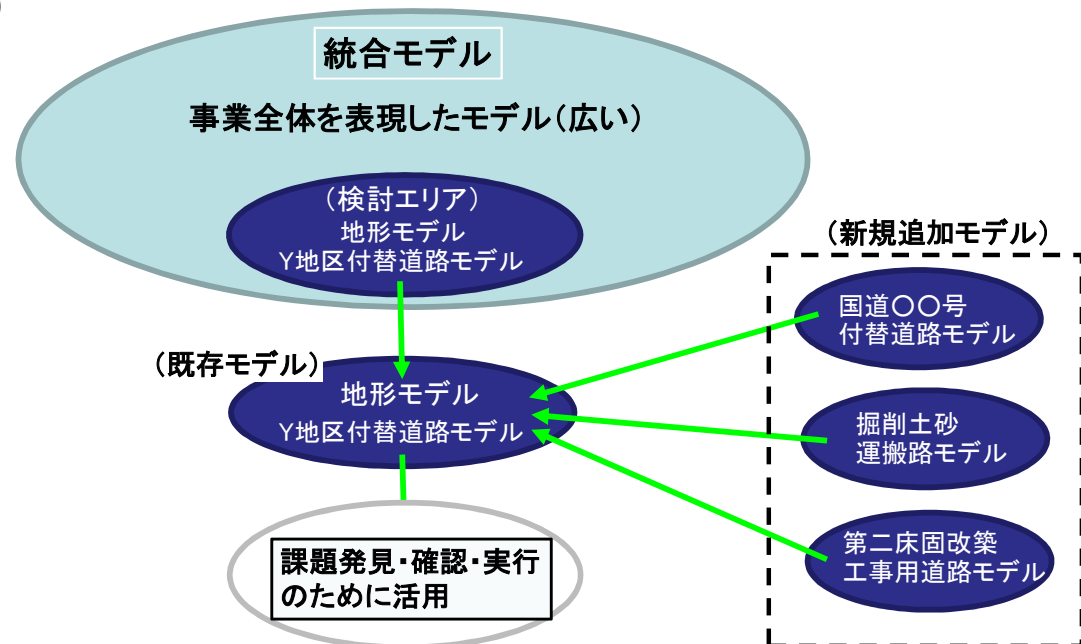 統合モデル
事業全体を表現したモデル（広い）
（検討エリア）
地形モデル
Y地区付替道路モデル
（新規追加モデル）
国道〇〇号
付替道路モデル
（既存モデル）
地形モデル
Y地区付替道路モデル
掘削土砂
運搬路モデル
第二床固改築
工事用道路モデル
課題発見・確認・実行
のために活用